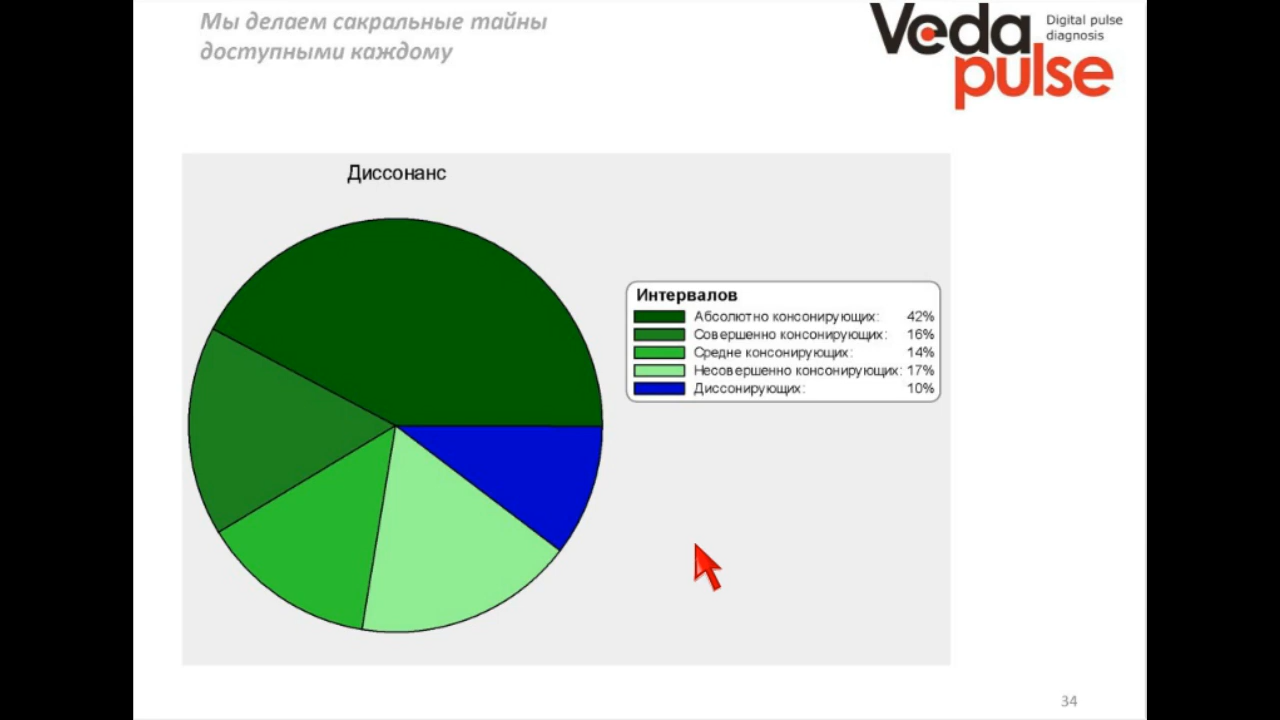 Мы делаем сакральные тайны
доступными каждому
Veda
pulse
Digital pulse
diagnosis
Диссонанс
Интервалов
Абсолютно консонирующих: 42%
Совершенно консонирующих: 16%
Средне консонирующих: 14%
Несовершенно консонирующих: 17%
Диссонирующих: 10%
34